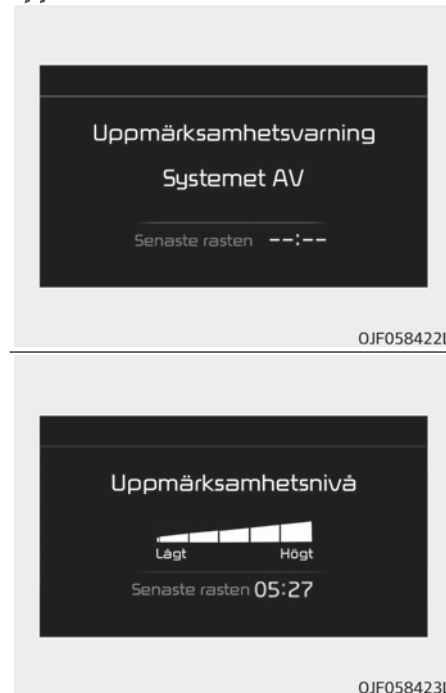 Uppmärksamhetsvarning
Systemet AV
Senaste rasten --:--
OJF058422L
Uppmärksamhetsnivå
Lågt Högt
Senaste rasten 05:27
OJF058423L